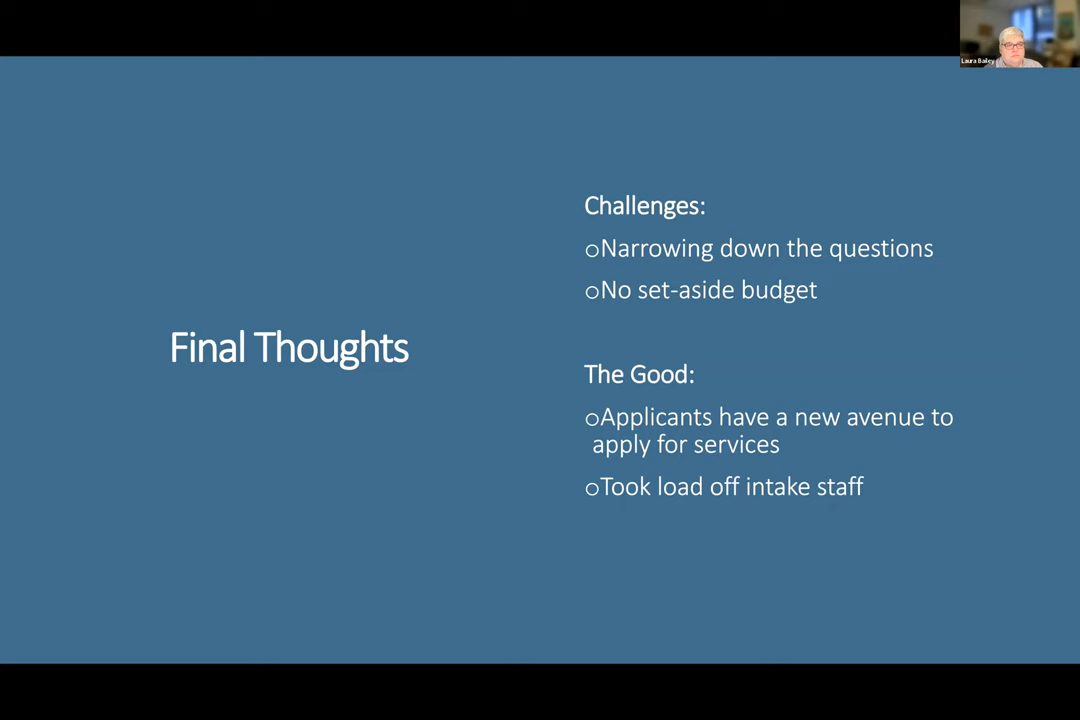 Laura Bailey
Final Thoughts
Challenges:
oNarrowing down the questions
oNo set-aside budget
The Good:
oApplicants have a new avenue to
apply for services
oTook load off intake staff